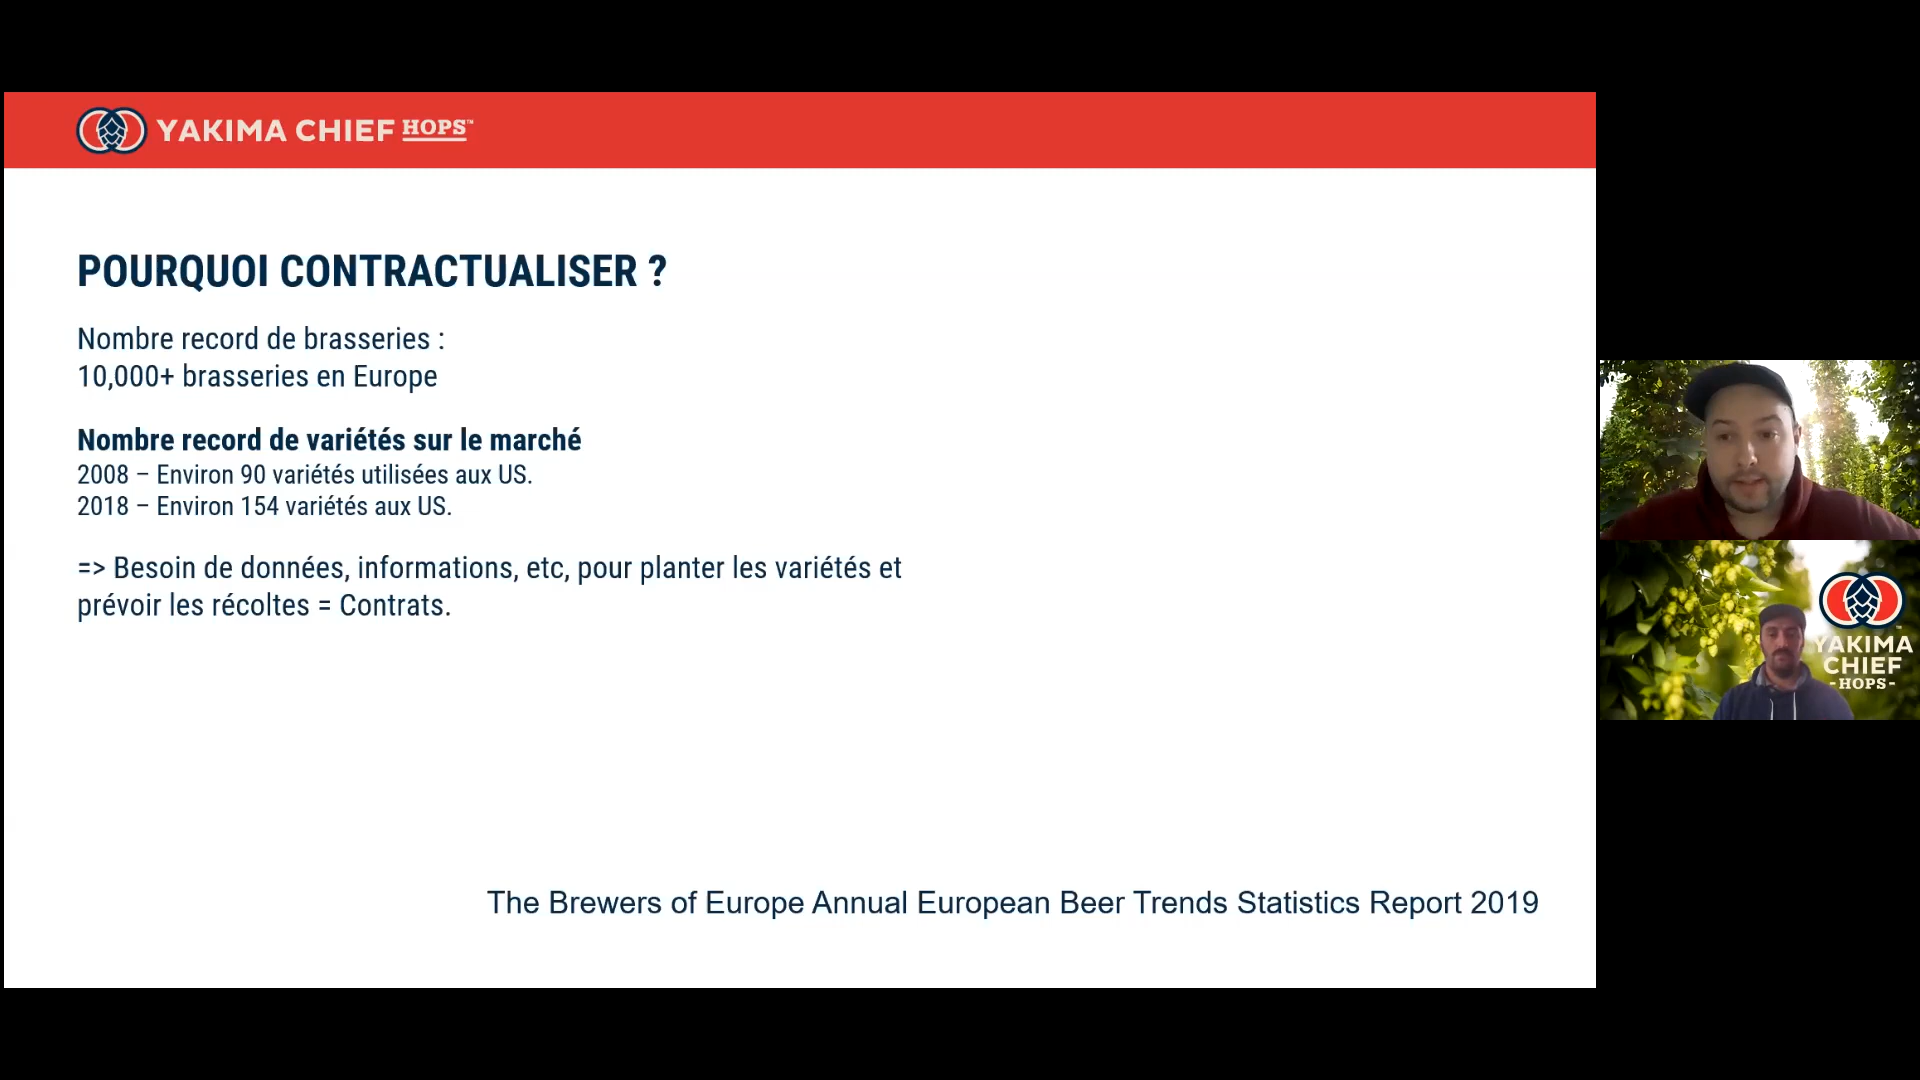 YAKIMA CHIEF HOPS™
POURQUOI CONTRACTUALISER ?
Nombre record de brasseries :
10,000+ brasseries en Europe
Nombre record de variétés sur le marché
2008 – Environ 90 variétés utilisées aux US.
2018 – Environ 154 variétés aux US.
=> Besoin de données, informations, etc, pour planter les variétés et
prévoir les récoltes = Contrats.
The Brewers of Europe Annual European Beer Trends Statistics Report 2019
YAKIMA
CHIEF
-HOPS-